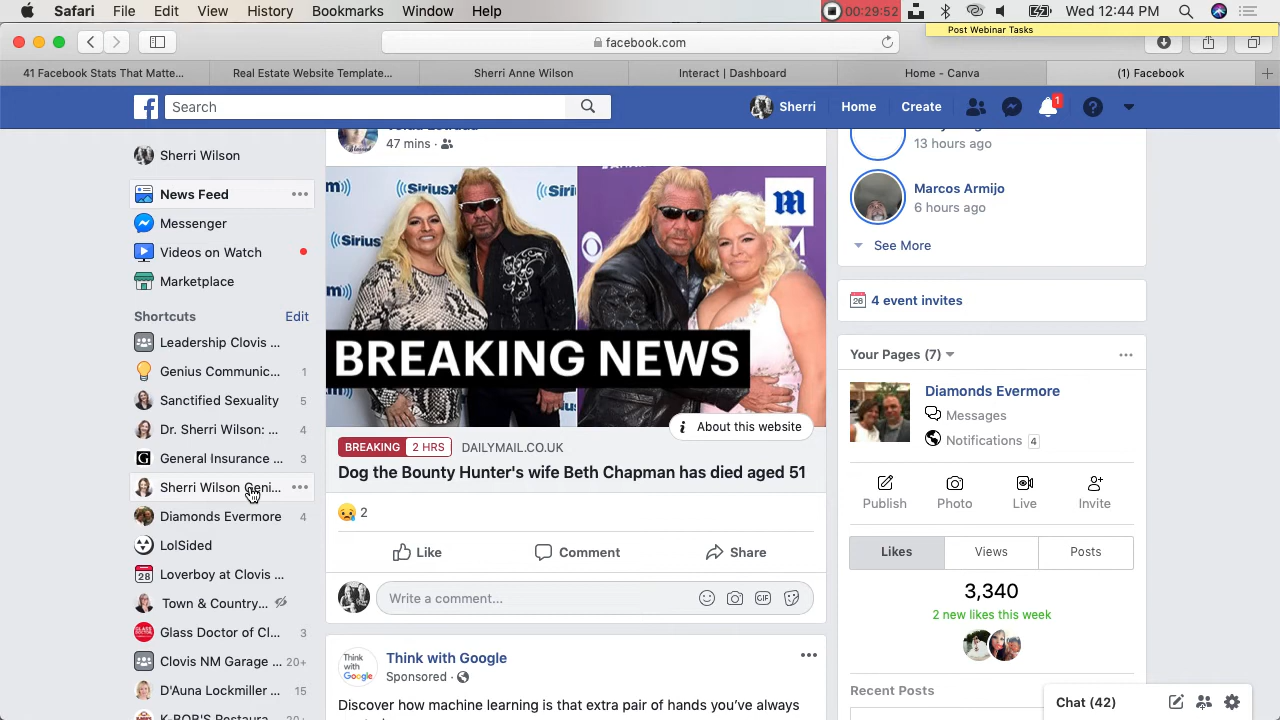 Safari File Edit View History Bookmarks Window Help 00:29:52 Wed 12:44 PM
Post Webinar Tasks
facebook.com
41 Facebook Stats That Matte... Real Estate Website Template... Sherri Anne Wilson Interact | Dashboard Home - Canva (1) Facebook
Search Sherri Home Create 1
Sherri Wilson
News Feed
Messenger
Videos on Watch
Marketplace
Shortcuts Edit
Leadership Clovis ...
Genius Communic... 1
Sanctified Sexuality 5
Dr. Sherri Wilson: ... 4
General Insurance ... 3
Sherri Wilson Geni...
Diamonds Evermore 4
LolSided
28 Loverboy at Clovis ...
Town & Country...
Glass Doctor of Cl... 3
Clovis NM Garage ... 20+
D'Auna Lockmiller ... 15
K-BOB'S Restaura... 20+
47 mins ·
((SiriusX
BREAKING NEWS
About this website
BREAKING 2 HRS DAILYMAIL.CO.UK
Dog the Bounty Hunter's wife Beth Chapman has died aged 51
2
Like Comment Share
Write a comment... GIF
Think with Google
Think with Google
Sponsored ·
Discover how machine learning is that extra pair of hands you've always
13 hours ago
Marcos Armijo
6 hours ago
See More
4 event invites
Your Pages (7)
Diamonds Evermore
Messages
Notifications 4
Publish Photo Live Invite
Likes Views Posts
3,340
2 new likes this week
Recent Posts
Chat (42)